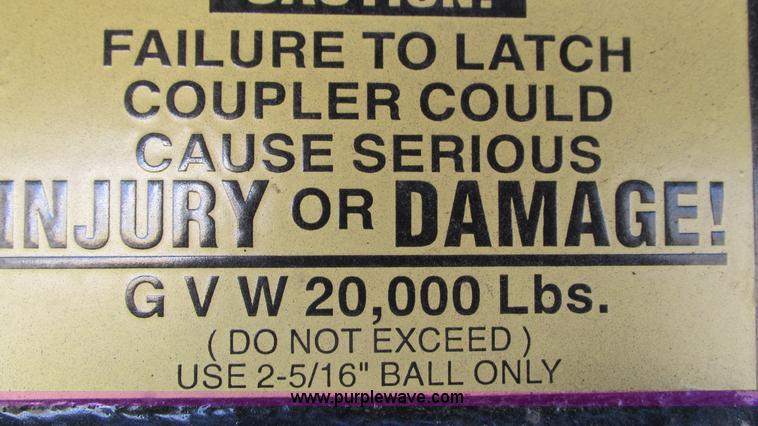 CAUTION!
FAILURE TO LATCH
COUPLER COULD
CAUSE SERIOUS
INJURY OR DAMAGE!
G V W 20,000 Lbs.
( DO NOT EXCEED )
USE 2-5/16" BALL ONLY
www.purplewave.com